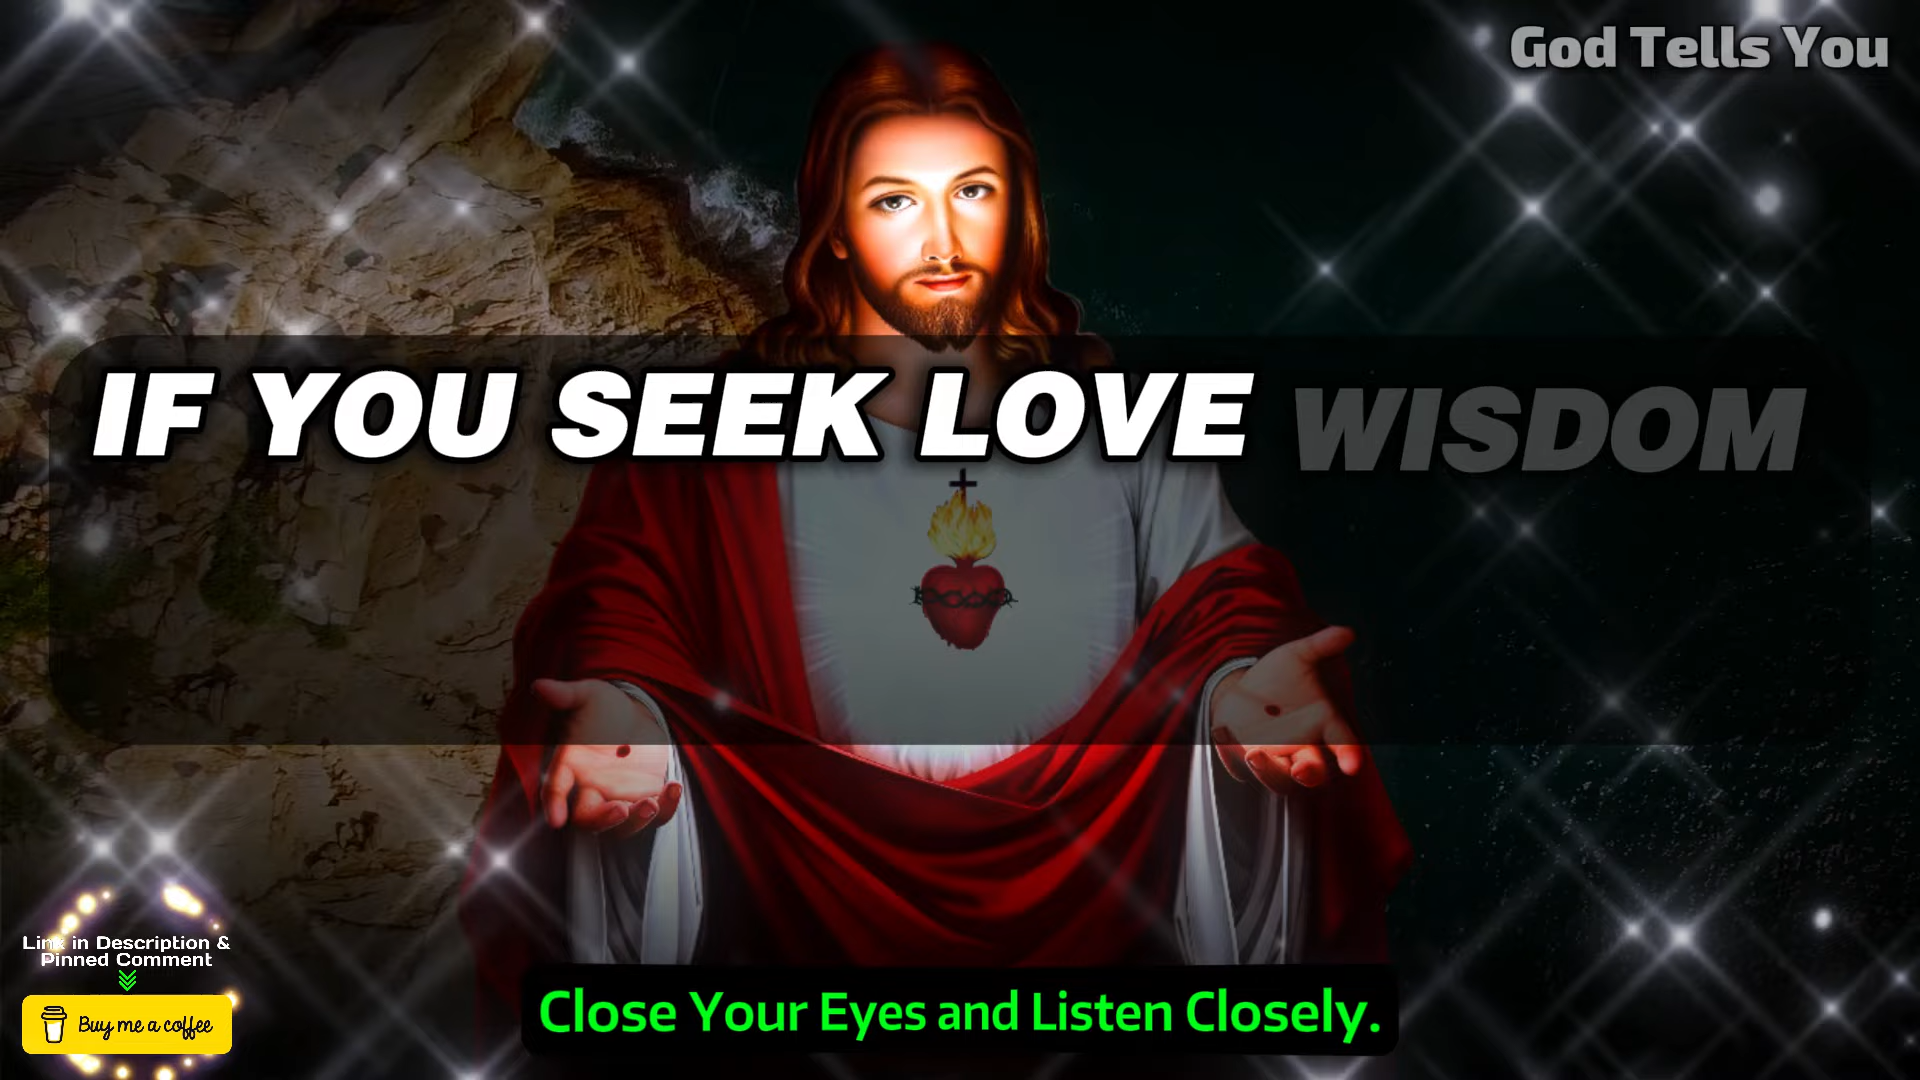 God Tells You
IF YOU SEEK LOVE WISDOM
Link in Description &
Pinned Comment
Buy me a coffee
Close Your Eyes and Listen Closely.